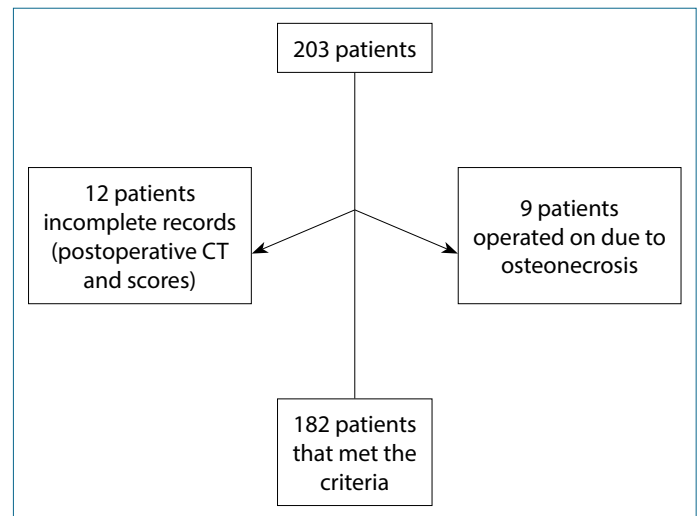 203 patients
12 patients
incomplete records
(postoperative CT
and scores)
9 patients
operated on due to
osteonecrosis
182 patients
that met the
criteria